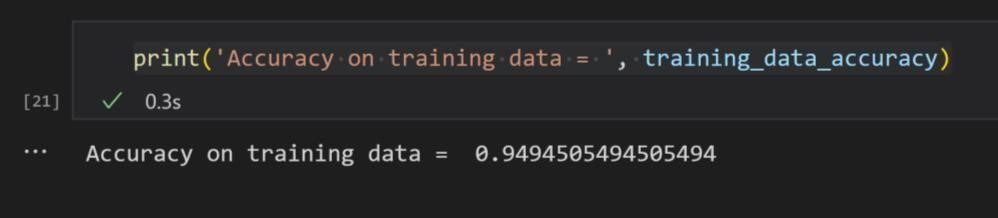 print('Accuracy on training data = ', training_data_accuracy)
[21]
0.3s
... Accuracy on training data =  0.9494505494505494